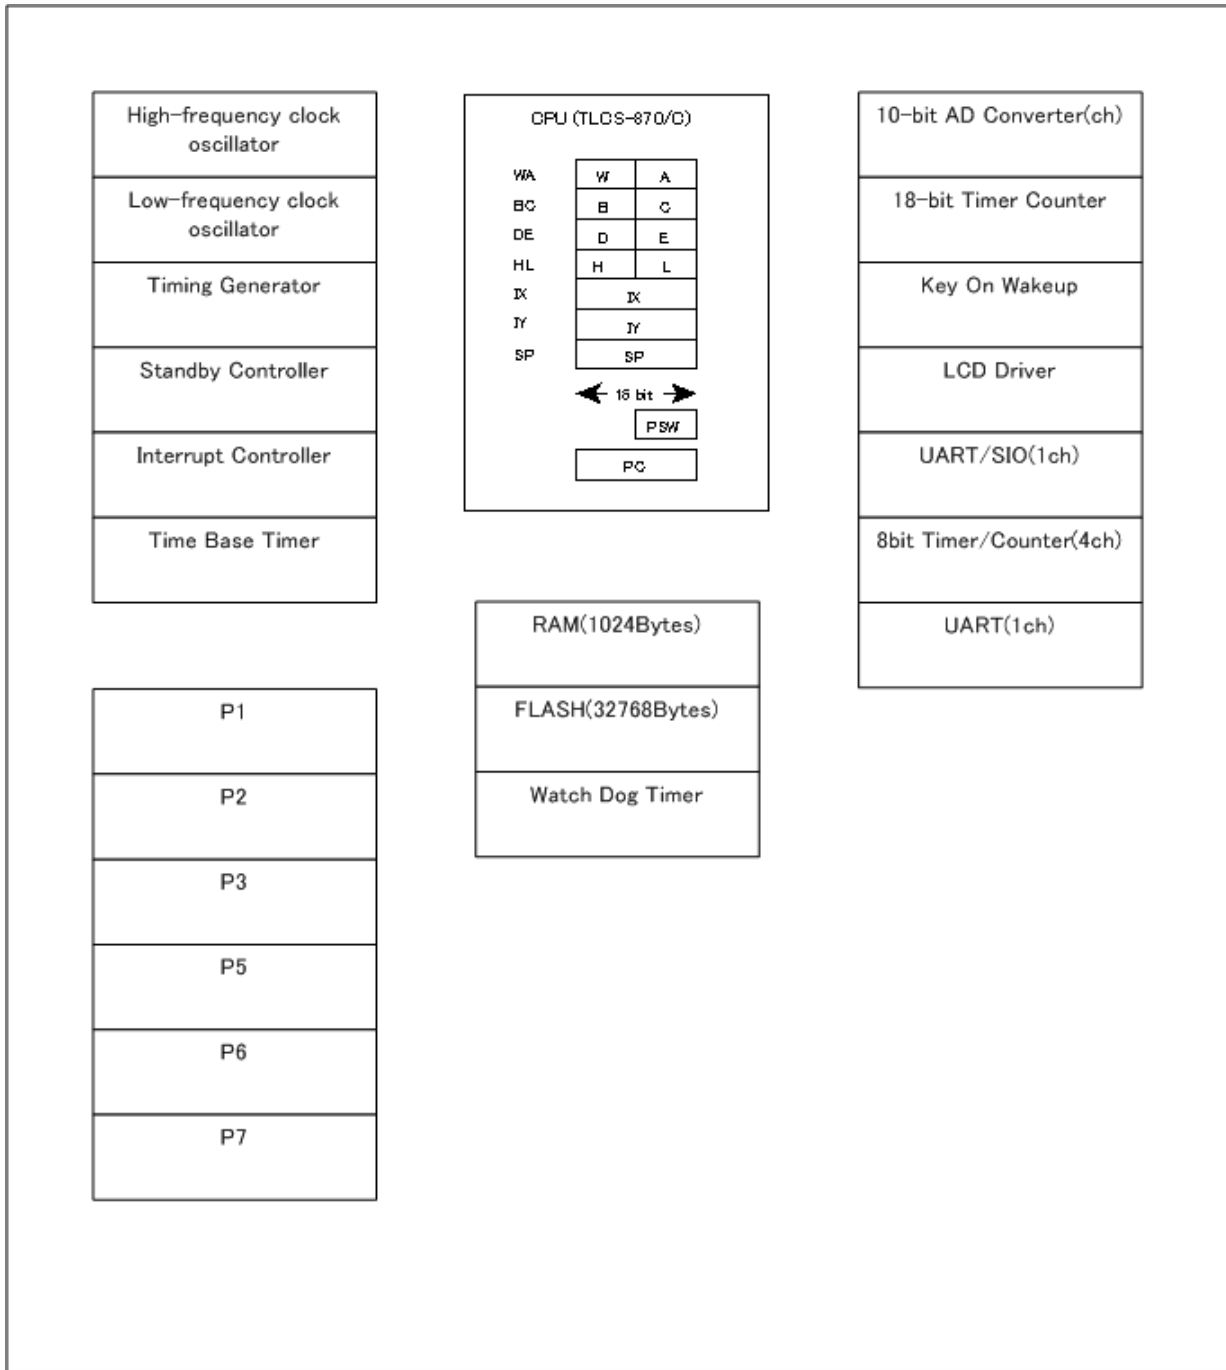 High-frequency clock
oscillator
Low-frequency clock
oscillator
Timing Generator
Standby Controller
Interrupt Controller
Time Base Timer
P1
P2
P3
P5
P6
P7
CPU (TLCS-870/C)
WA W A
BC B C
DE D E
HL H L
IX IX
IY IY
SP SP
16 bit
PSW
PC
RAM(1024Bytes)
FLASH(32768Bytes)
Watch Dog Timer
10-bit AD Converter(ch)
18-bit Timer Counter
Key On Wakeup
LCD Driver
UART/SIO(1ch)
8bit Timer/Counter(4ch)
UART(1ch)